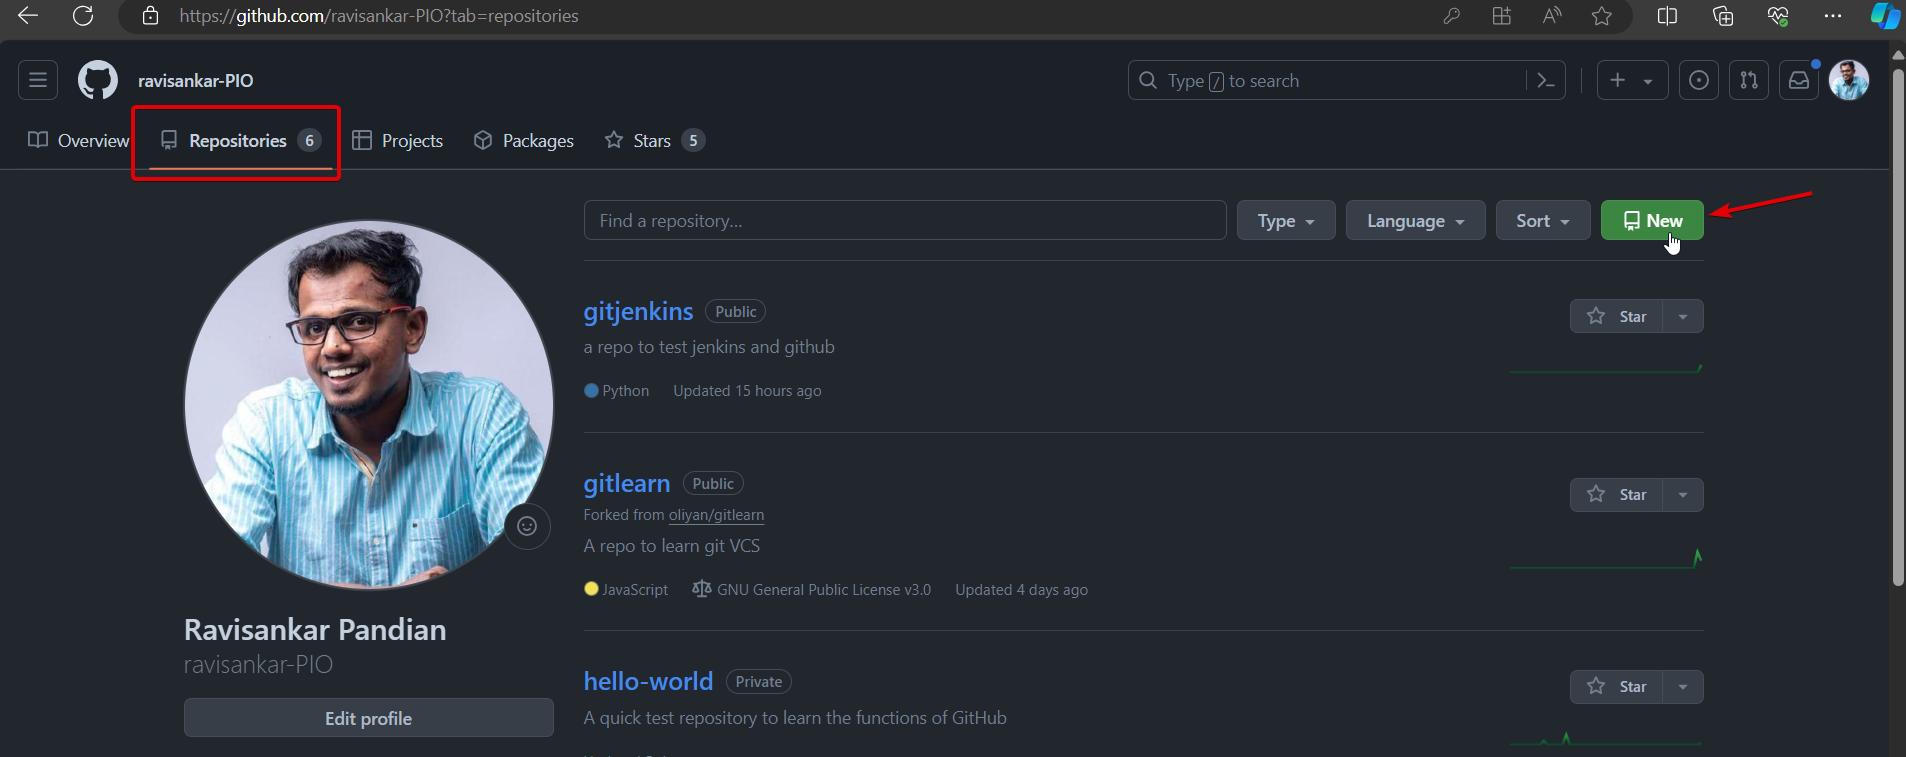 https://github.com/ravisankar-PIO?tab=repositories
ravisankar-PIO
Type / to search
Overview Repositories 6 Projects Packages Stars 5
Find a repository... Type Language Sort New
gitjenkins Public
Star
a repo to test jenkins and github
Python Updated 15 hours ago
gitlearn Public
Star
Forked from oliyan/gitlearn
A repo to learn git VCS
JavaScript GNU General Public License v3.0 Updated 4 days ago
Ravisankar Pandian
ravisankar-PIO
Edit profile
hello-world Private
Star
A quick test repository to learn the functions of GitHub